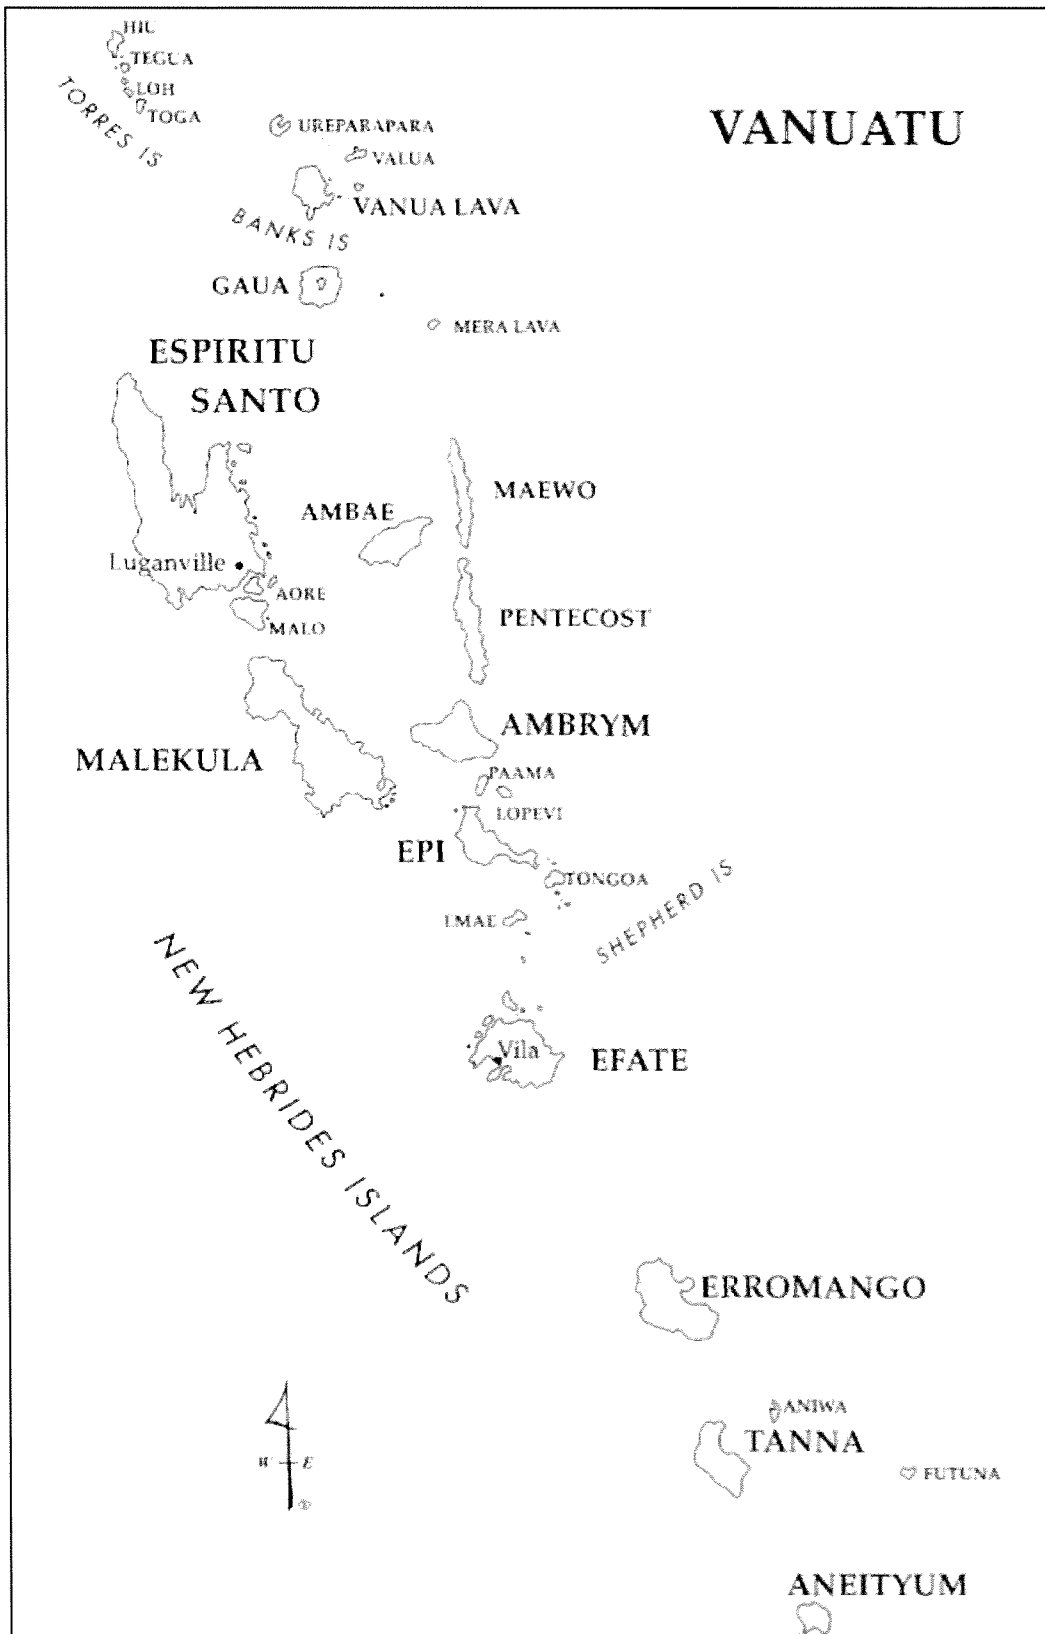 HIU
TEGUA
LOH
TOGA
TORRES IS
VANUATU
UREPARAPARA
VALUA
VANUA LAVA
BANKS IS
GAUA
MERA LAVA
ESPIRITU
SANTO
MAEWO
AMBAE
Luganville
AORE
PENTECOST
MALO
AMBRYM
MALEKULA
PAAMA
LOPEVI
EPI
TONGOA
EMAE
SHEPHERD IS
NEW HEBRIDES ISLANDS
Vila
EFATE
ERROMANGO
ANIWA
TANNA
W E
FUTUNA
ANEITYUM